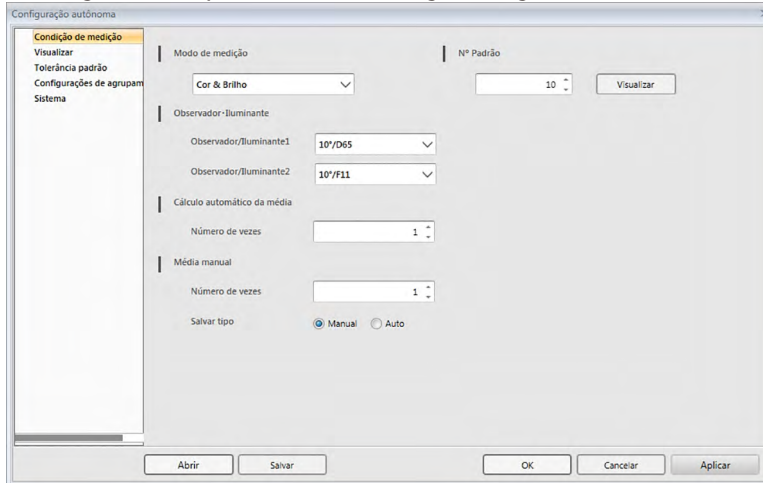 Configuração autônoma
Condição de medição
Visualizar
Tolerância padrão
Configurações de agrupam
Sistema
Modo de medição
Cor & Brilho
Nº Padrão
10
Visualizar
Observador·Iluminante
Observador/Iluminante1
10°/D65
Observador/Iluminante2
10°/F11
Cálculo automático da média
Número de vezes
1
Média manual
Número de vezes
1
Salvar tipo
Manual
Auto
Abrir
Salvar
OK
Cancelar
Aplicar